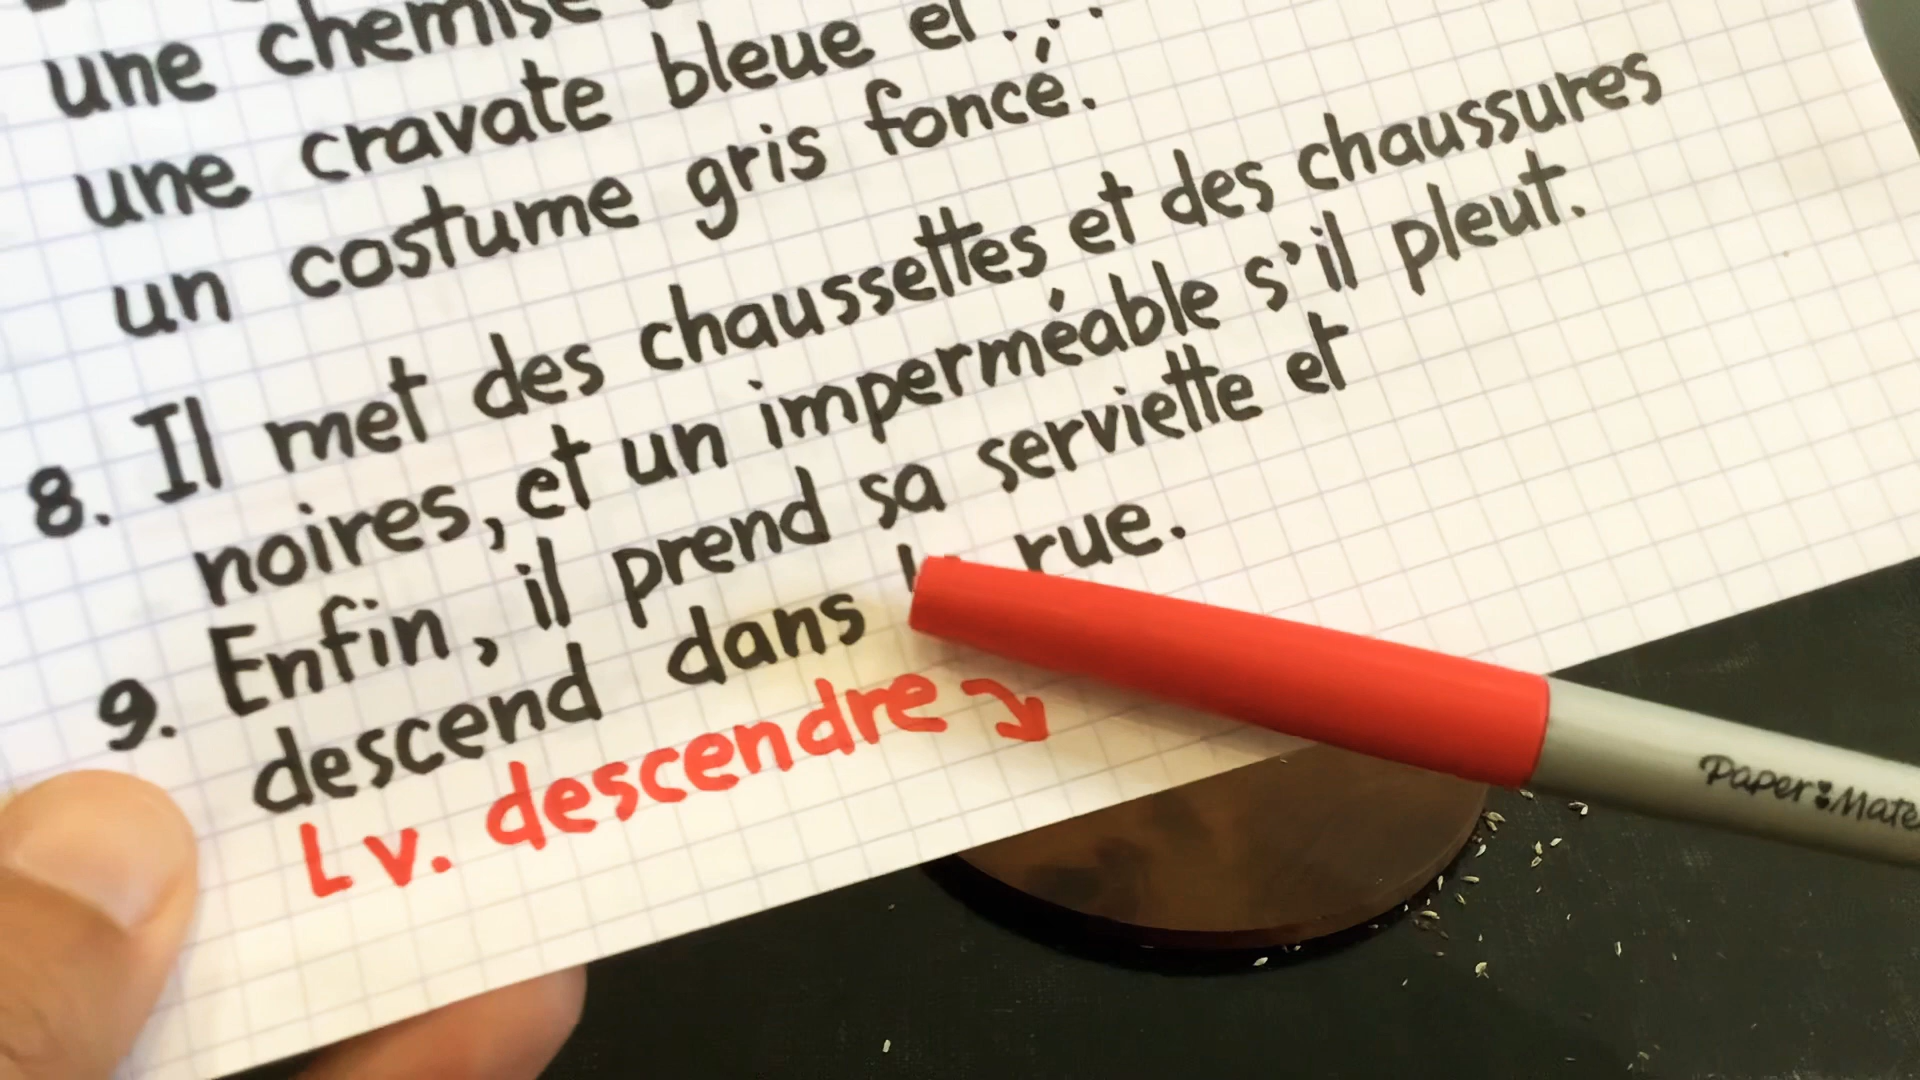 une chemise
une cravate bleue et...
un costume gris foncé.
8. Il met des chaussettes et des chaussures
noires, et un imperméable s'il pleut.
9. Enfin, il prend sa serviette et
descend dans rue.
v. descendre ↘
Paper Mate